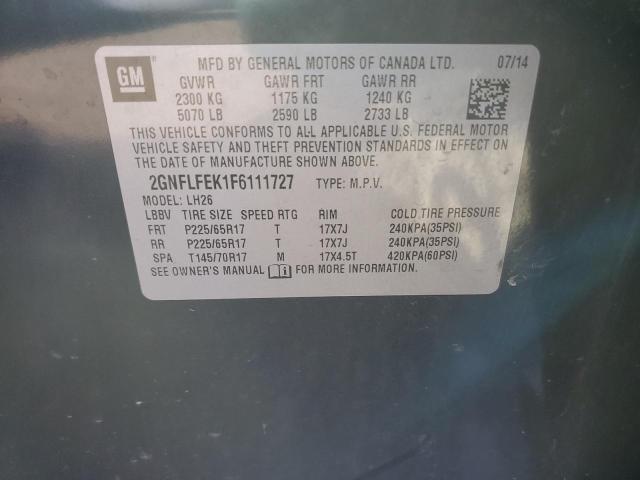 GM
MFD BY GENERAL MOTORS OF CANADA LTD. 07/14
GVWR GAWR FRT GAWR RR
2300 KG 1175 KG 1240 KG
5070 LB 2590 LB 2733 LB
THIS VEHICLE CONFORMS TO ALL APPLICABLE U.S. FEDERAL MOTOR
VEHICLE SAFETY AND THEFT PREVENTION STANDARDS IN EFFECT ON
THE DATE OF MANUFACTURE SHOWN ABOVE.
2GNFLFEK1F6111727 TYPE: M.P.V.
MODEL: LH26
LBBV TIRE SIZE SPEED RTG RIM COLD TIRE PRESSURE
FRT P225/65R17 T 17X7J 240KPA(35PSI)
RR P225/65R17 T 17X7J 240KPA(35PSI)
SPA T145/70R17 M 17X4.5T 420KPA(60PSI)
SEE OWNER'S MANUAL FOR MORE INFORMATION.